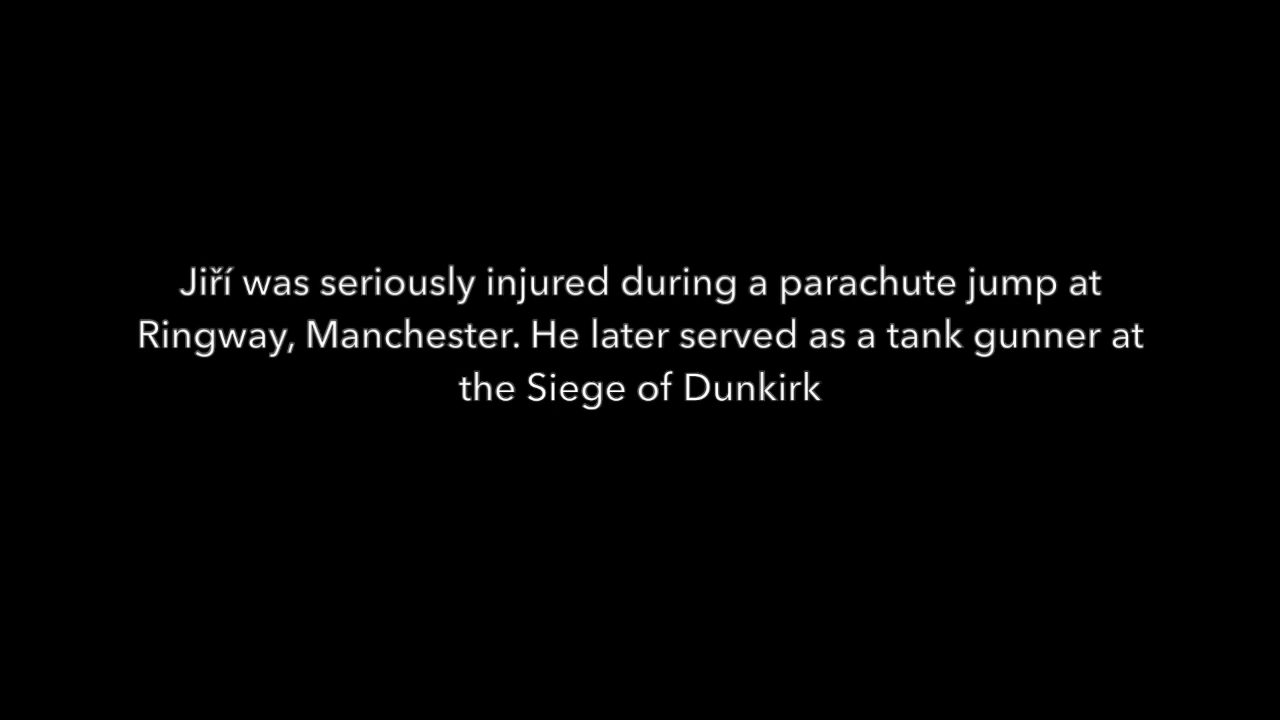 Jiří was seriously injured during a parachute jump at
Ringway, Manchester. He later served as a tank gunner at
the Siege of Dunkirk